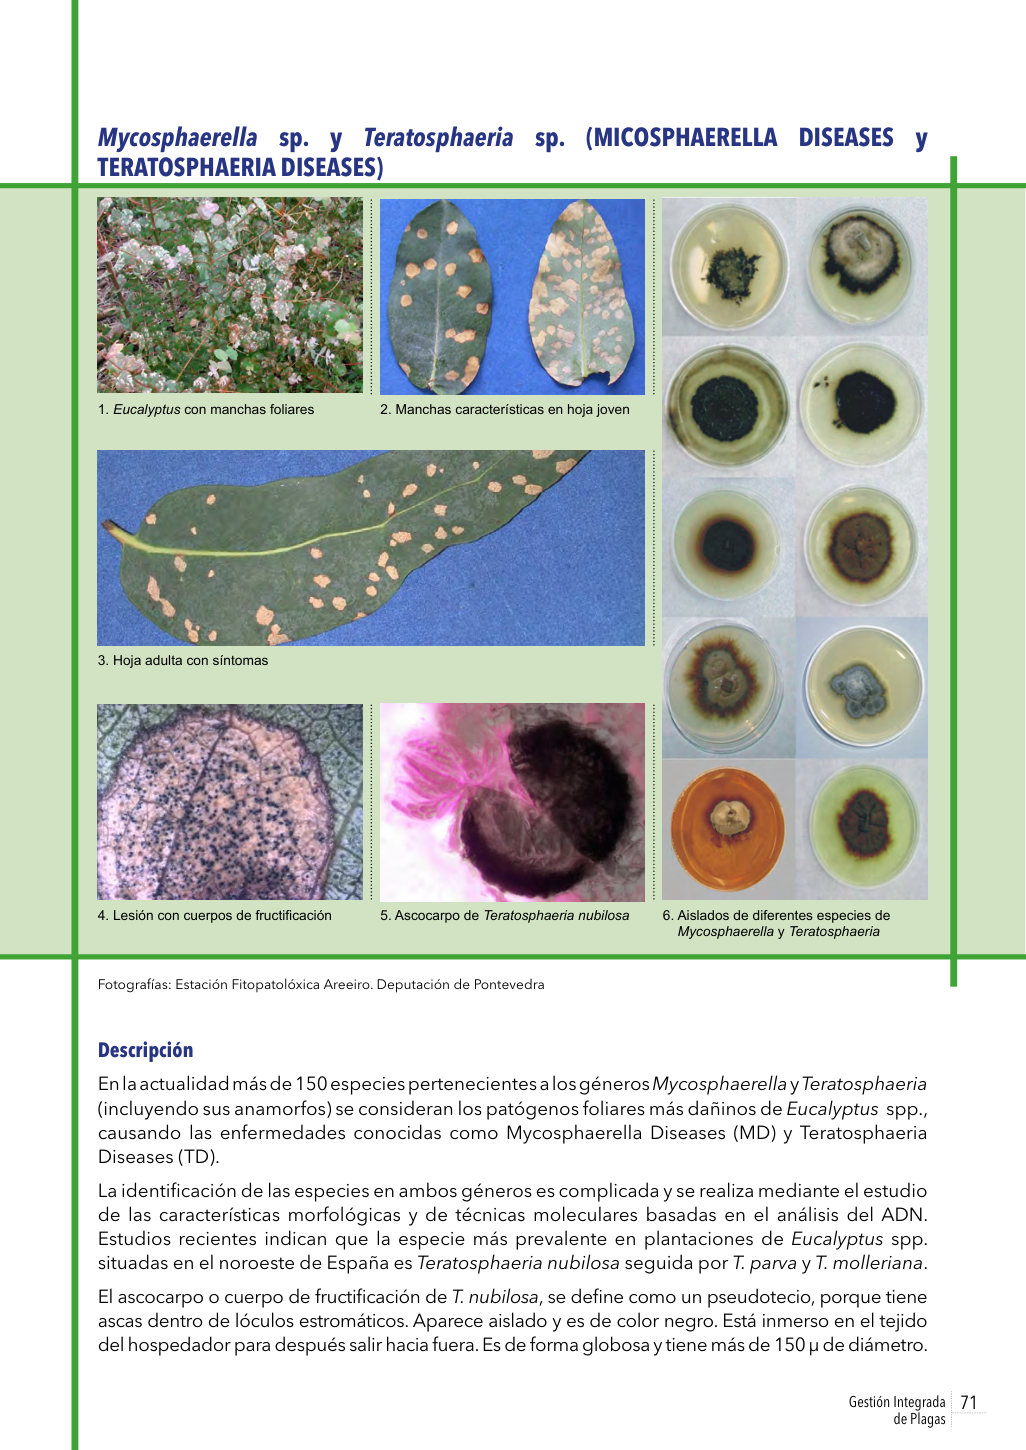 Mycosphaerella sp. y Teratosphaeria sp. (MICOSPHAERELLA DISEASES y
TERATOSPHAERIA DISEASES)
1. Eucalyptus con manchas foliares
2. Manchas características en hoja joven
3. Hoja adulta con síntomas
4. Lesión con cuerpos de fructificación
5. Ascocarpo de Teratosphaeria nubilosa
6. Aislados de diferentes especies de
Mycosphaerella y Teratosphaeria
Fotografías: Estación Fitopatolóxica Areeiro. Deputación de Pontevedra
Descripción
En la actualidad más de 150 especies pertenecientes a los géneros Mycosphaerella y Teratosphaeria
(incluyendo sus anamorfos) se consideran los patógenos foliares más dañinos de Eucalyptus spp.,
causando las enfermedades conocidas como Mycosphaerella Diseases (MD) y Teratosphaeria
Diseases (TD).
La identificación de las especies en ambos géneros es complicada y se realiza mediante el estudio
de las características morfológicas y de técnicas moleculares basadas en el análisis del ADN.
Estudios recientes indican que la especie más prevalente en plantaciones de Eucalyptus spp.
situadas en el noroeste de España es Teratosphaeria nubilosa seguida por T. parva y T. molleriana.
El ascocarpo o cuerpo de fructificación de T. nubilosa, se define como un pseudotecio, porque tiene
ascas dentro de lóculos estromáticos. Aparece aislado y es de color negro. Está inmerso en el tejido
del hospedador para después salir hacia fuera. Es de forma globosa y tiene más de 150 µ de diámetro.
Gestión Integrada
de Plagas
71